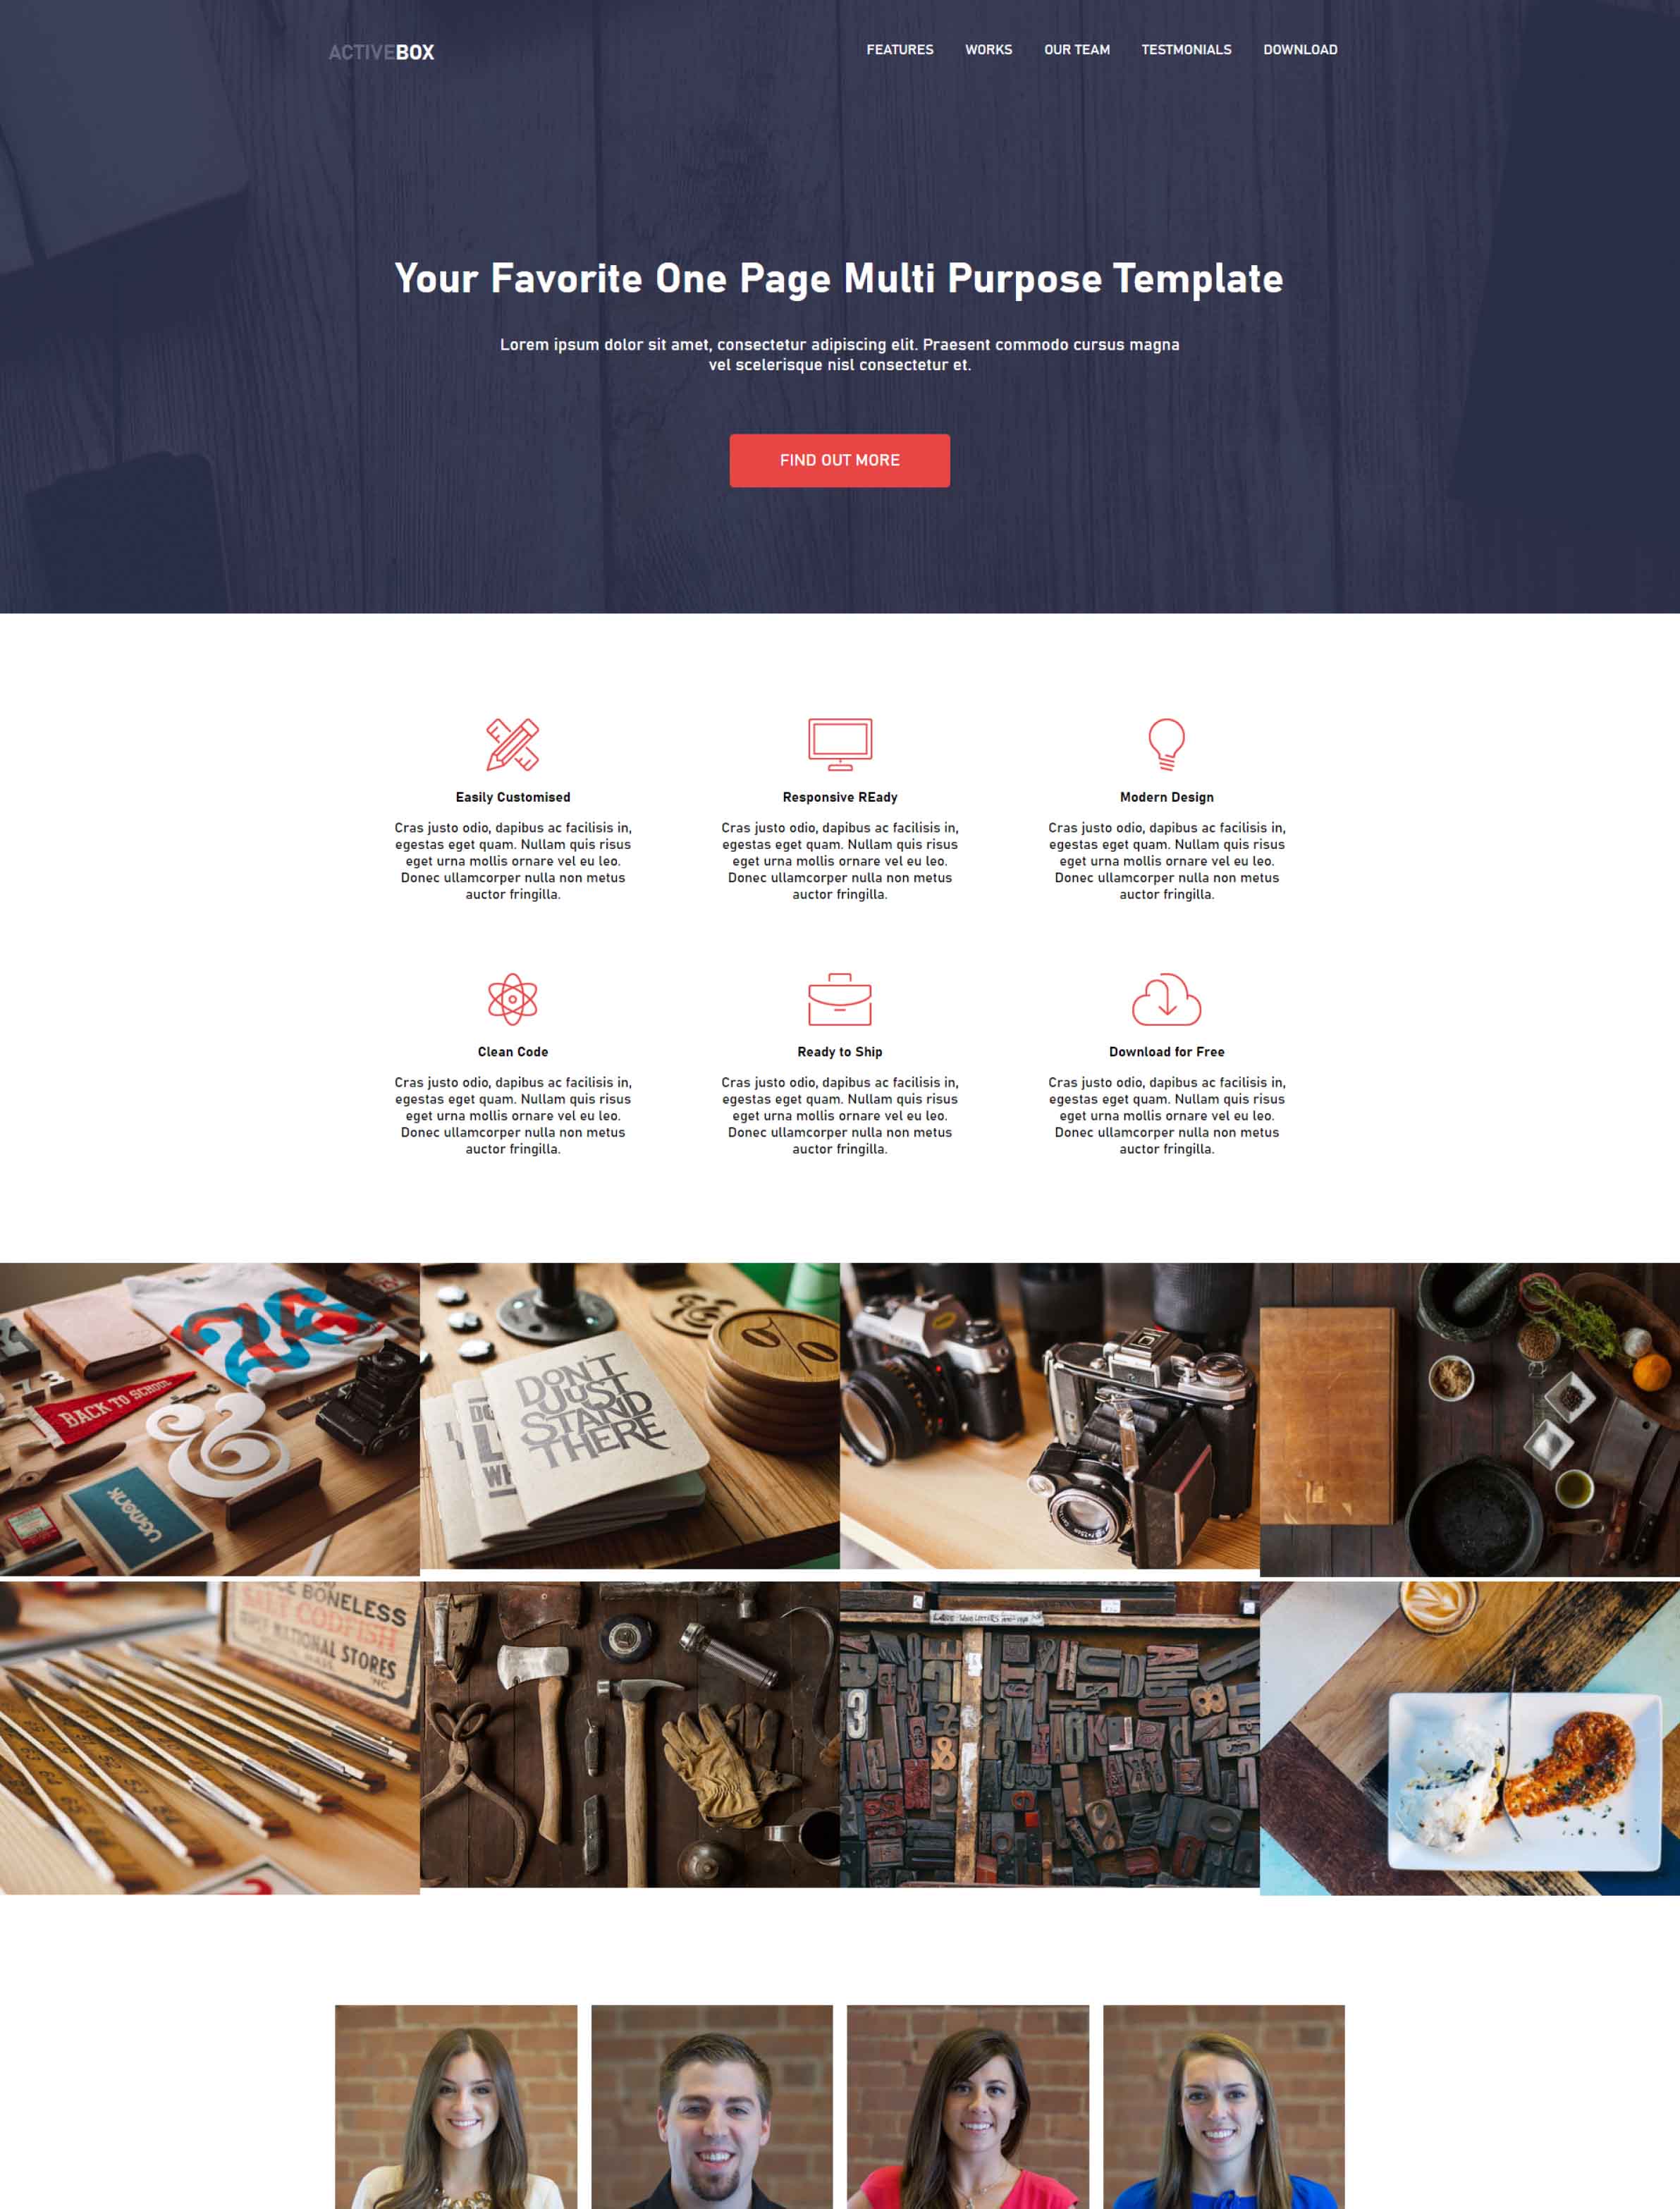 ACTIVEBOX
FEATURES WORKS OUR TEAM TESTMONIALS DOWNLOAD
Your Favorite One Page Multi Purpose Template
Lorem ipsum dolor sit amet, consectetur adipiscing elit. Praesent commodo cursus magna
vel scelerisque nisl consectetur et.
FIND OUT MORE
Easily Customised
Cras justo odio, dapibus ac facilisis in,
egestas eget quam. Nullam quis risus
eget urna mollis ornare vel eu leo.
Donec ullamcorper nulla non metus
auctor fringilla.
Responsive REady
Cras justo odio, dapibus ac facilisis in,
egestas eget quam. Nullam quis risus
eget urna mollis ornare vel eu leo.
Donec ullamcorper nulla non metus
auctor fringilla.
Modern Design
Cras justo odio, dapibus ac facilisis in,
egestas eget quam. Nullam quis risus
eget urna mollis ornare vel eu leo.
Donec ullamcorper nulla non metus
auctor fringilla.
Clean Code
Cras justo odio, dapibus ac facilisis in,
egestas eget quam. Nullam quis risus
eget urna mollis ornare vel eu leo.
Donec ullamcorper nulla non metus
auctor fringilla.
Ready to Ship
Cras justo odio, dapibus ac facilisis in,
egestas eget quam. Nullam quis risus
eget urna mollis ornare vel eu leo.
Donec ullamcorper nulla non metus
auctor fringilla.
Download for Free
Cras justo odio, dapibus ac facilisis in,
egestas eget quam. Nullam quis risus
eget urna mollis ornare vel eu leo.
Donec ullamcorper nulla non metus
auctor fringilla.
BACK TO SCHOOL
&
UGMONK
DON'T
JUST
STAND
THERE
BONELESS
SALT CODFISH
NATIONAL STORES
INC.